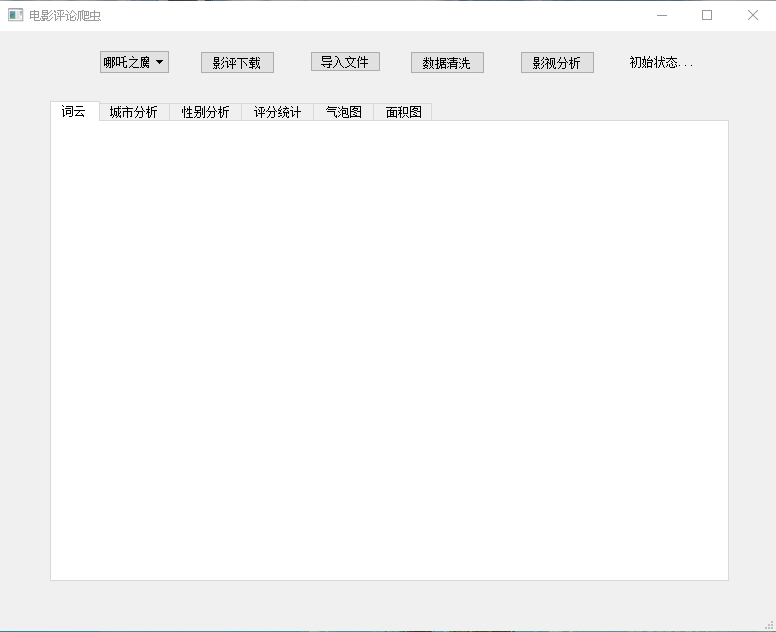 电影评论爬虫
哪吒之魔 影评下载 导入文件 数据清洗 影视分析 初始状态...
词云 城市分析 性别分析 评分统计 气泡图 面积图